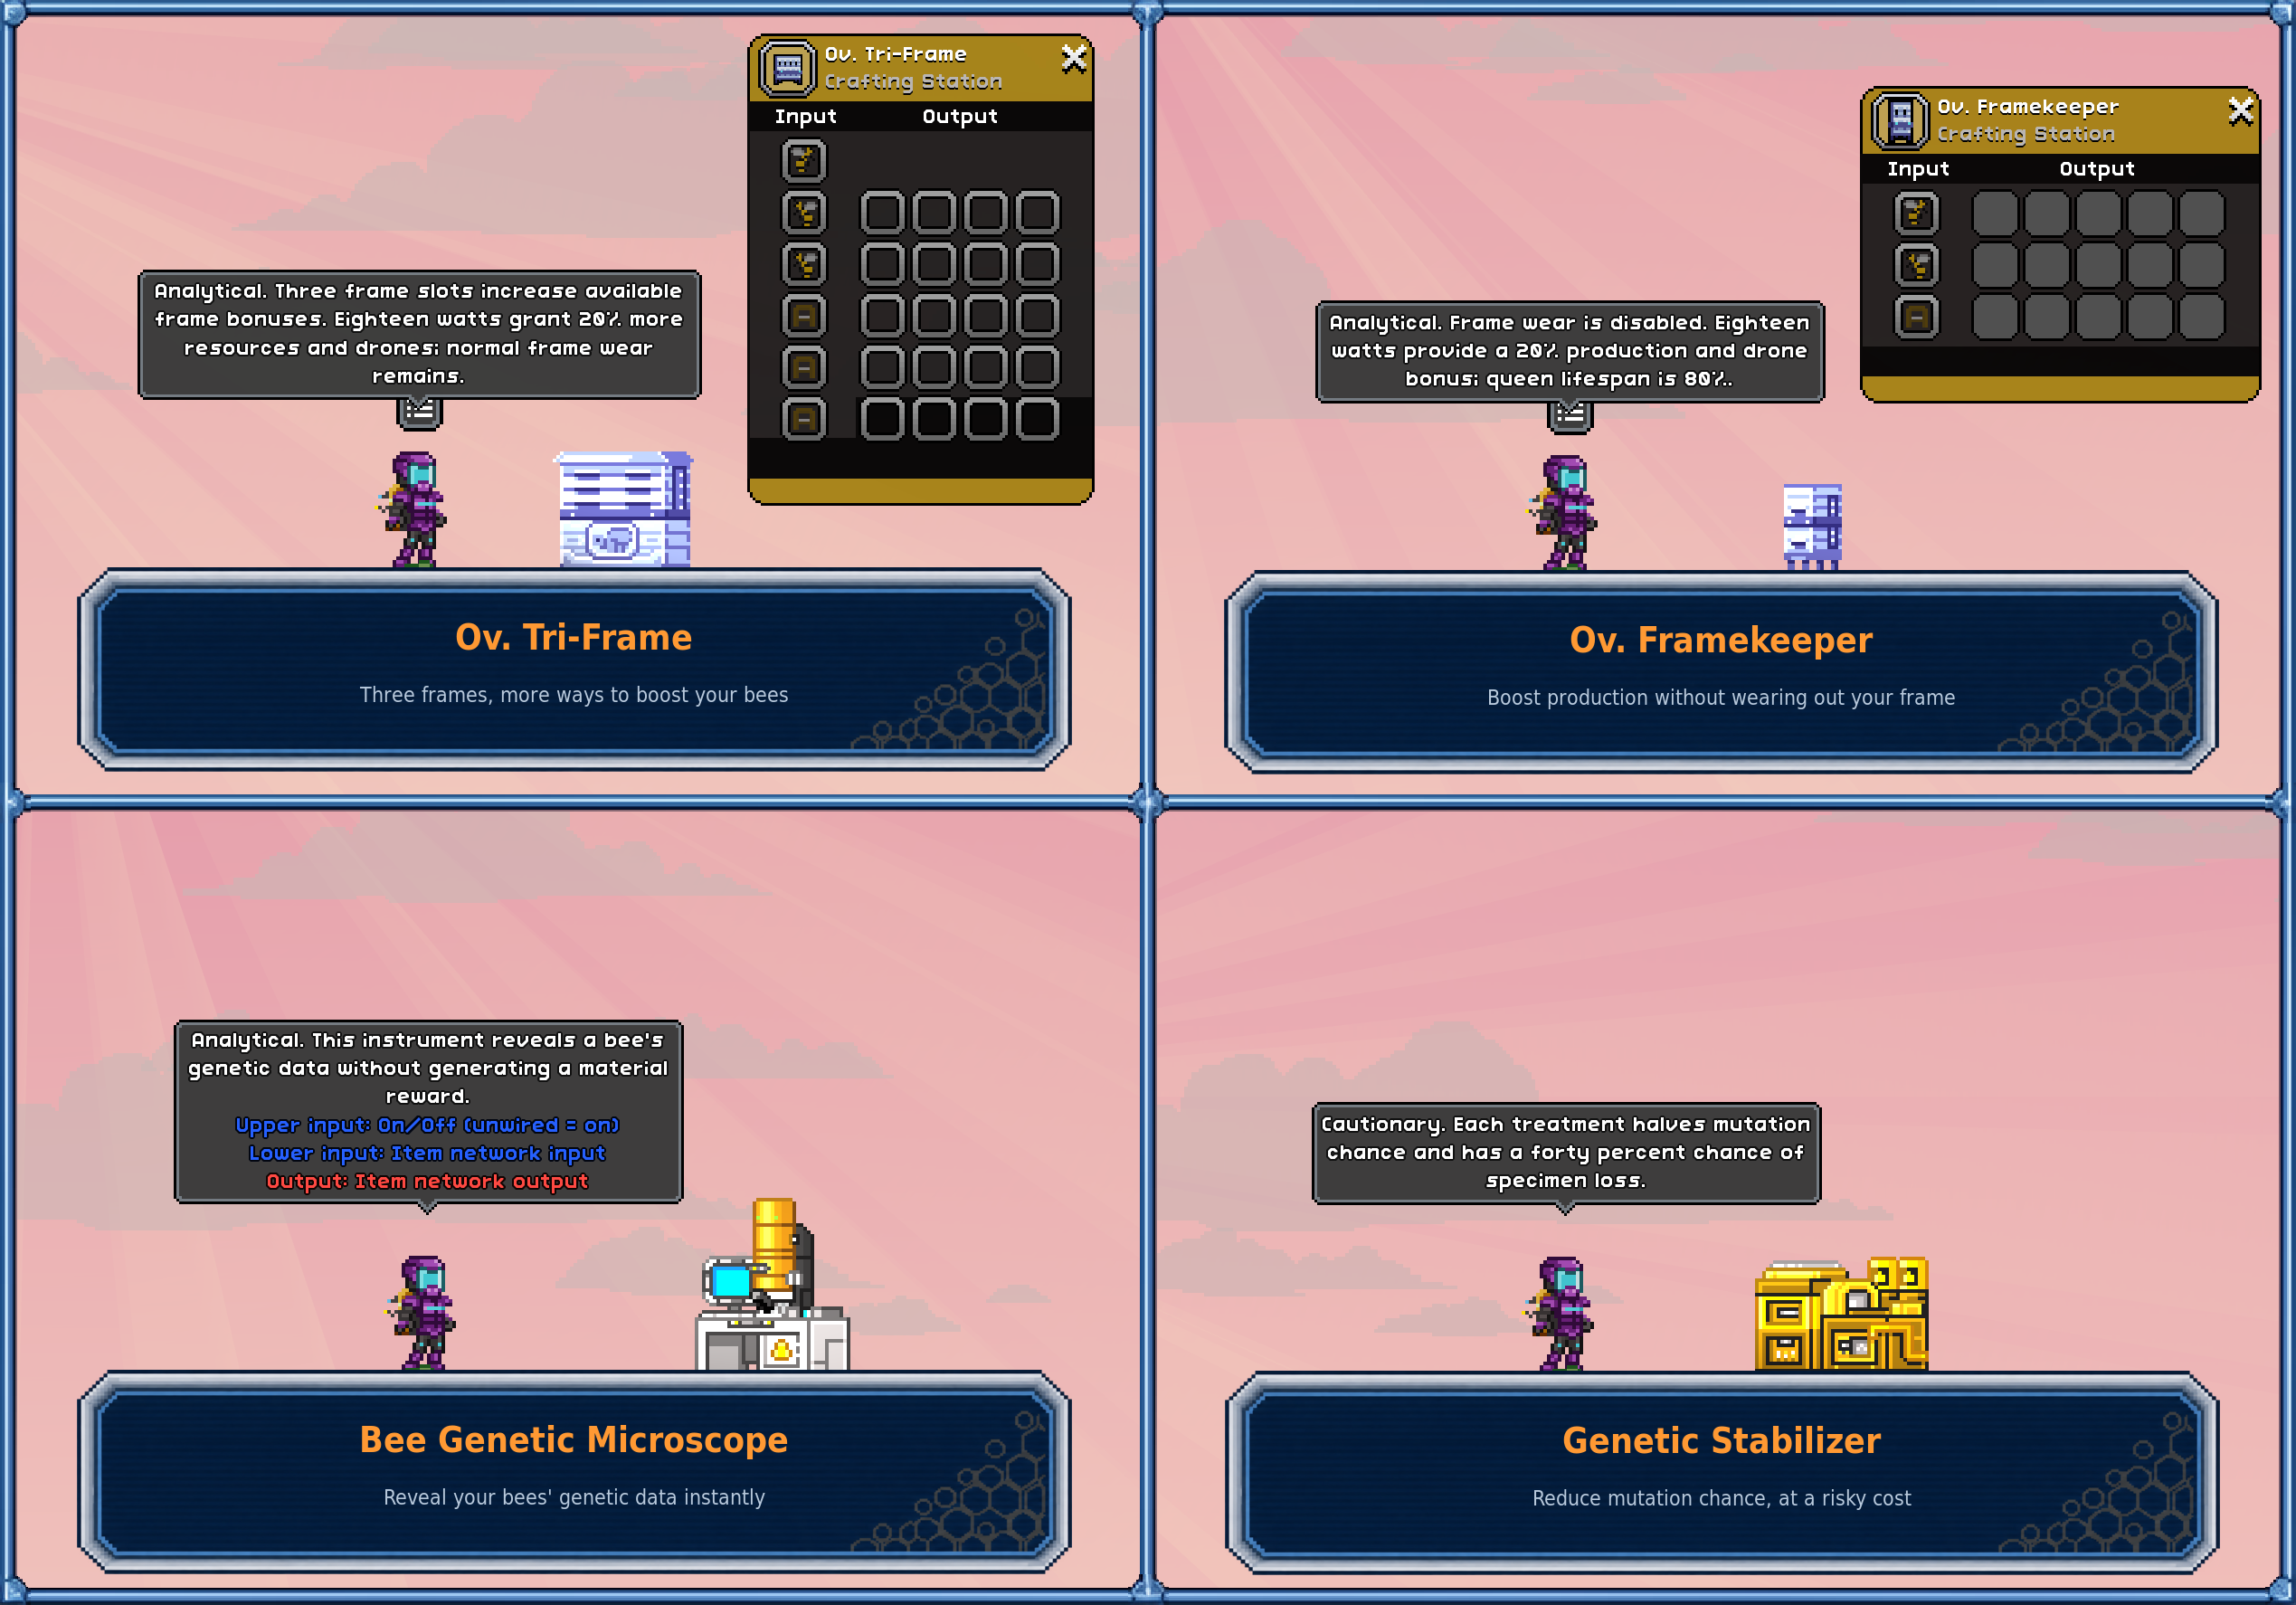 Ov. Tri-Frame
Crafting Station
Input Output
Analytical. Three frame slots increase available
frame bonuses. Eighteen watts grant 20% more
resources and drones; normal frame wear
remains.
Ov. Tri-Frame
Three frames, more ways to boost your bees
Ov. Framekeeper
Crafting Station
Input Output
Analytical. Frame wear is disabled. Eighteen
watts provide a 20% production and drone
bonus; queen lifespan is 80%.
Ov. Framekeeper
Boost production without wearing out your frame
Analytical. This instrument reveals a bee's
genetic data without generating a material
reward.
Upper input: On/Off (unwired = on)
Lower input: Item network input
Output: Item network output
Bee Genetic Microscope
Reveal your bees' genetic data instantly
Cautionary. Each treatment halves mutation
chance and has a forty percent chance of
specimen loss.
Genetic Stabilizer
Reduce mutation chance, at a risky cost